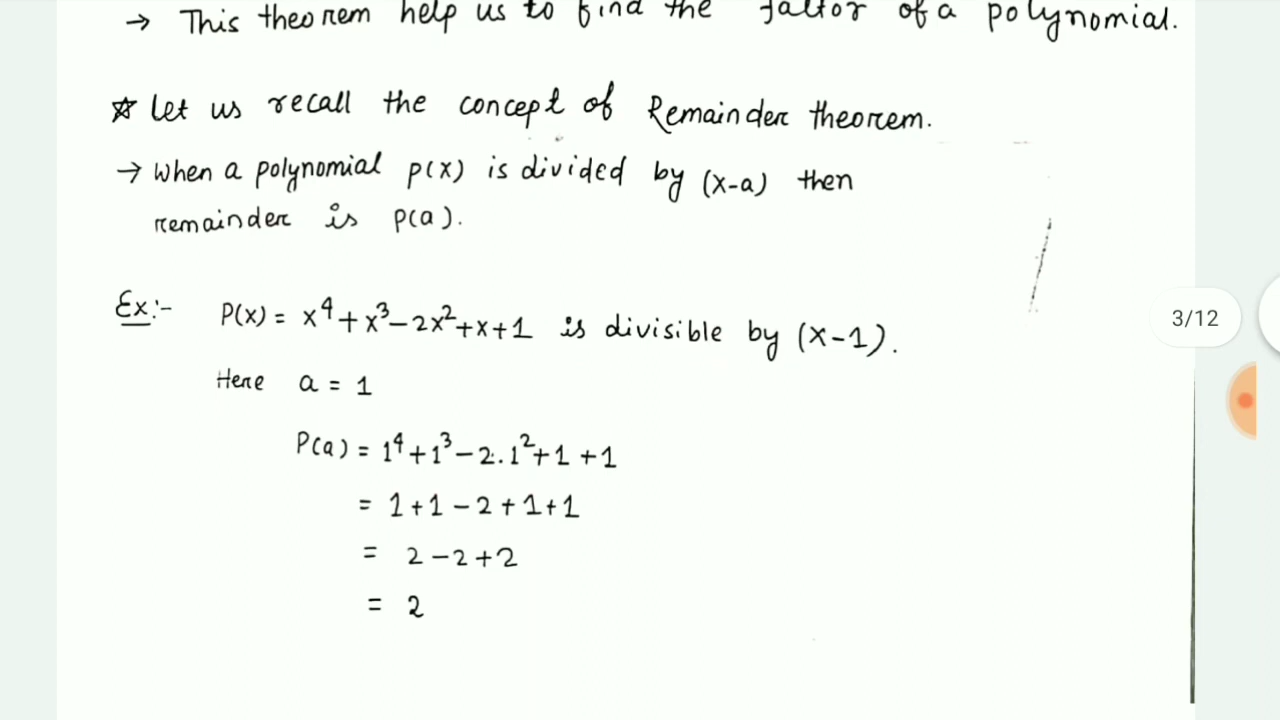 → This theorem help us to find the factor of a polynomial.
☆ Let us recall the concept of Remainder theorem.
→ When a polynomial p(x) is divided by (x-a) then
remainder is p(a).
Ex:- P(x) = x⁴ + x³ - 2x² + x + 1 is divisible by (x-1).
3/12
Here a = 1
P(a) = 1⁴ + 1³ - 2.1² + 1 + 1
= 1 + 1 - 2 + 1 + 1
= 2 - 2 + 2
= 2